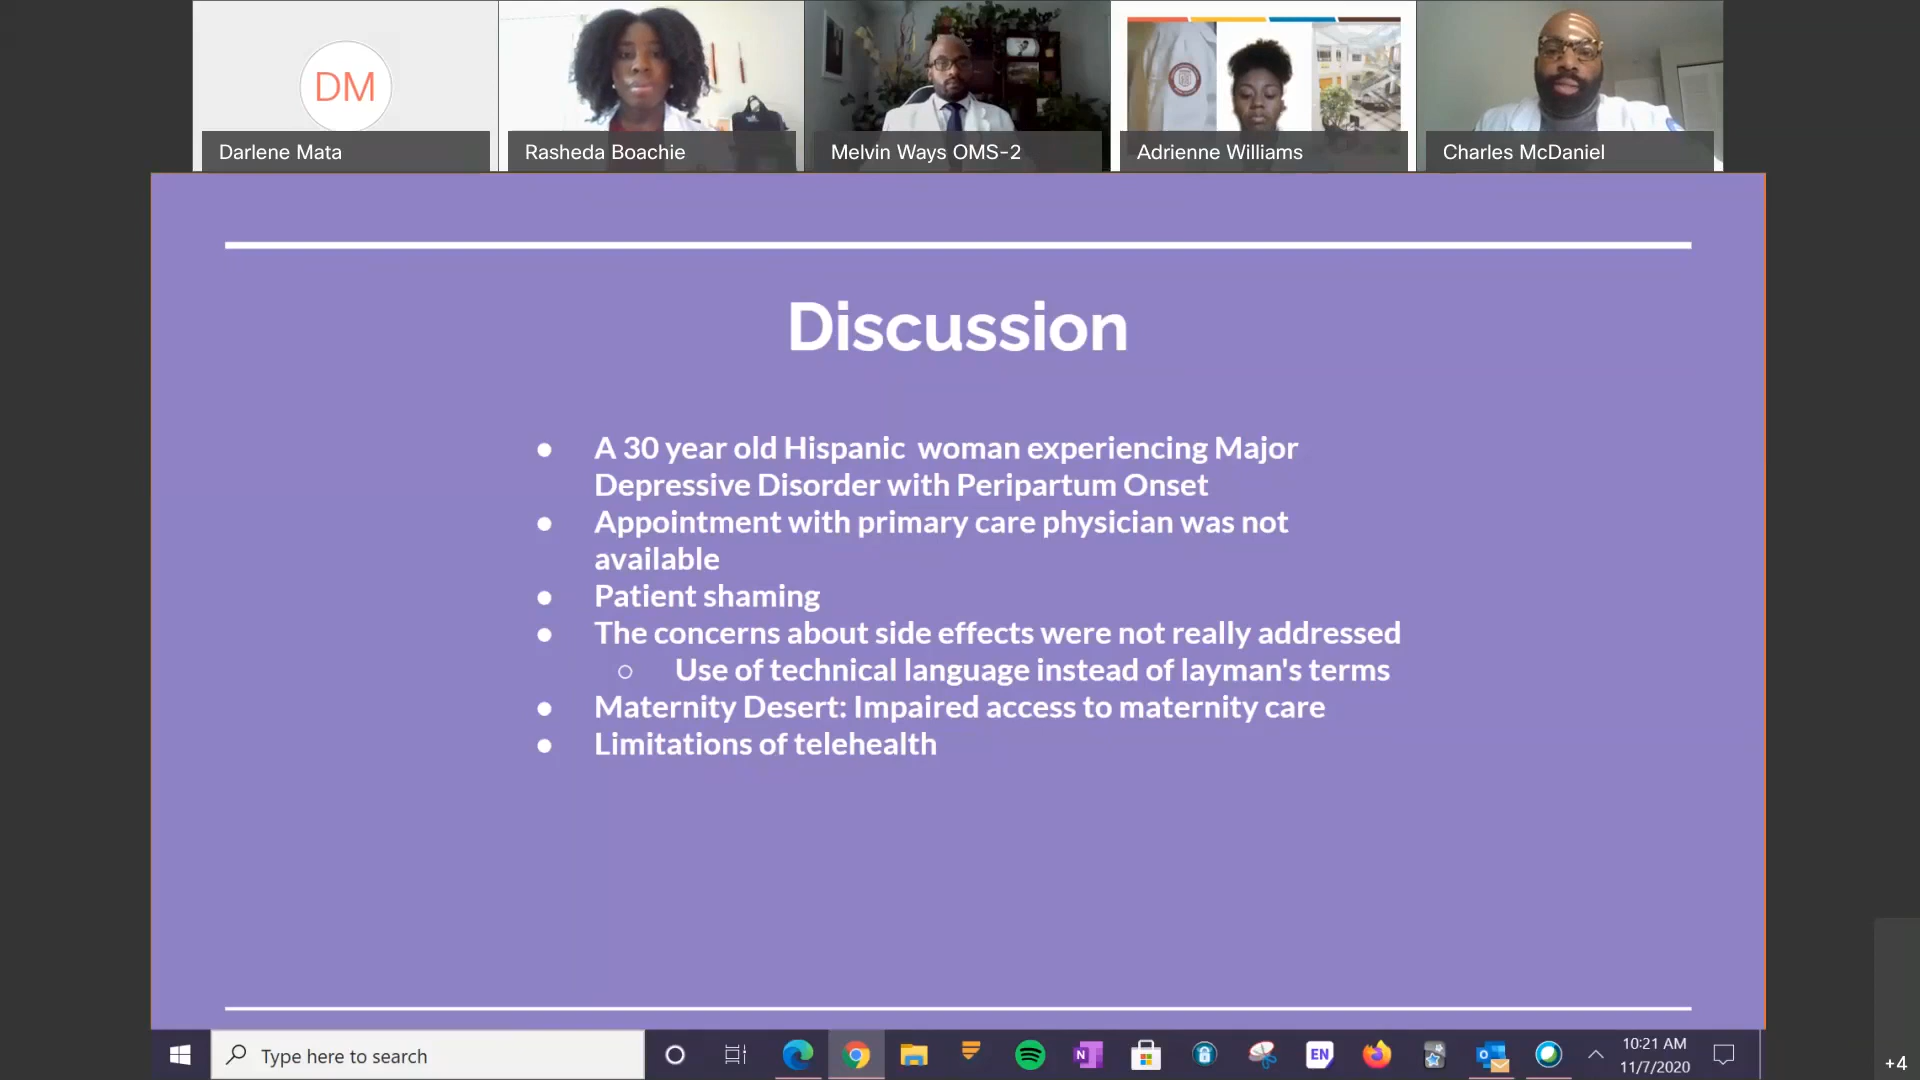 DM
Darlene Mata
Rasheda Boachie
Melvin Ways OMS-2
Adrienne Williams
Charles McDaniel
Discussion
● A 30 year old Hispanic  woman experiencing Major
Depressive Disorder with Peripartum Onset
● Appointment with primary care physician was not
available
● Patient shaming
● The concerns about side effects were not really addressed
○ Use of technical language instead of layman's terms
● Maternity Desert: Impaired access to maternity care
● Limitations of telehealth
Type here to search
N
EN
10:21 AM
11/7/2020
+4